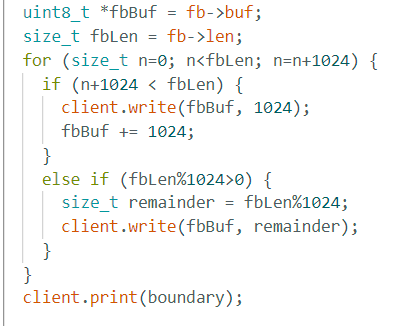 uint8_t *fbBuf = fb->buf;
size_t fbLen = fb->len;
for (size_t n=0; n<fbLen; n=n+1024) {
  if (n+1024 < fbLen) {
    client.write(fbBuf, 1024);
    fbBuf += 1024;
  }
  else if (fbLen%1024>0) {
    size_t remainder = fbLen%1024;
    client.write(fbBuf, remainder);
  }
}
client.print(boundary);